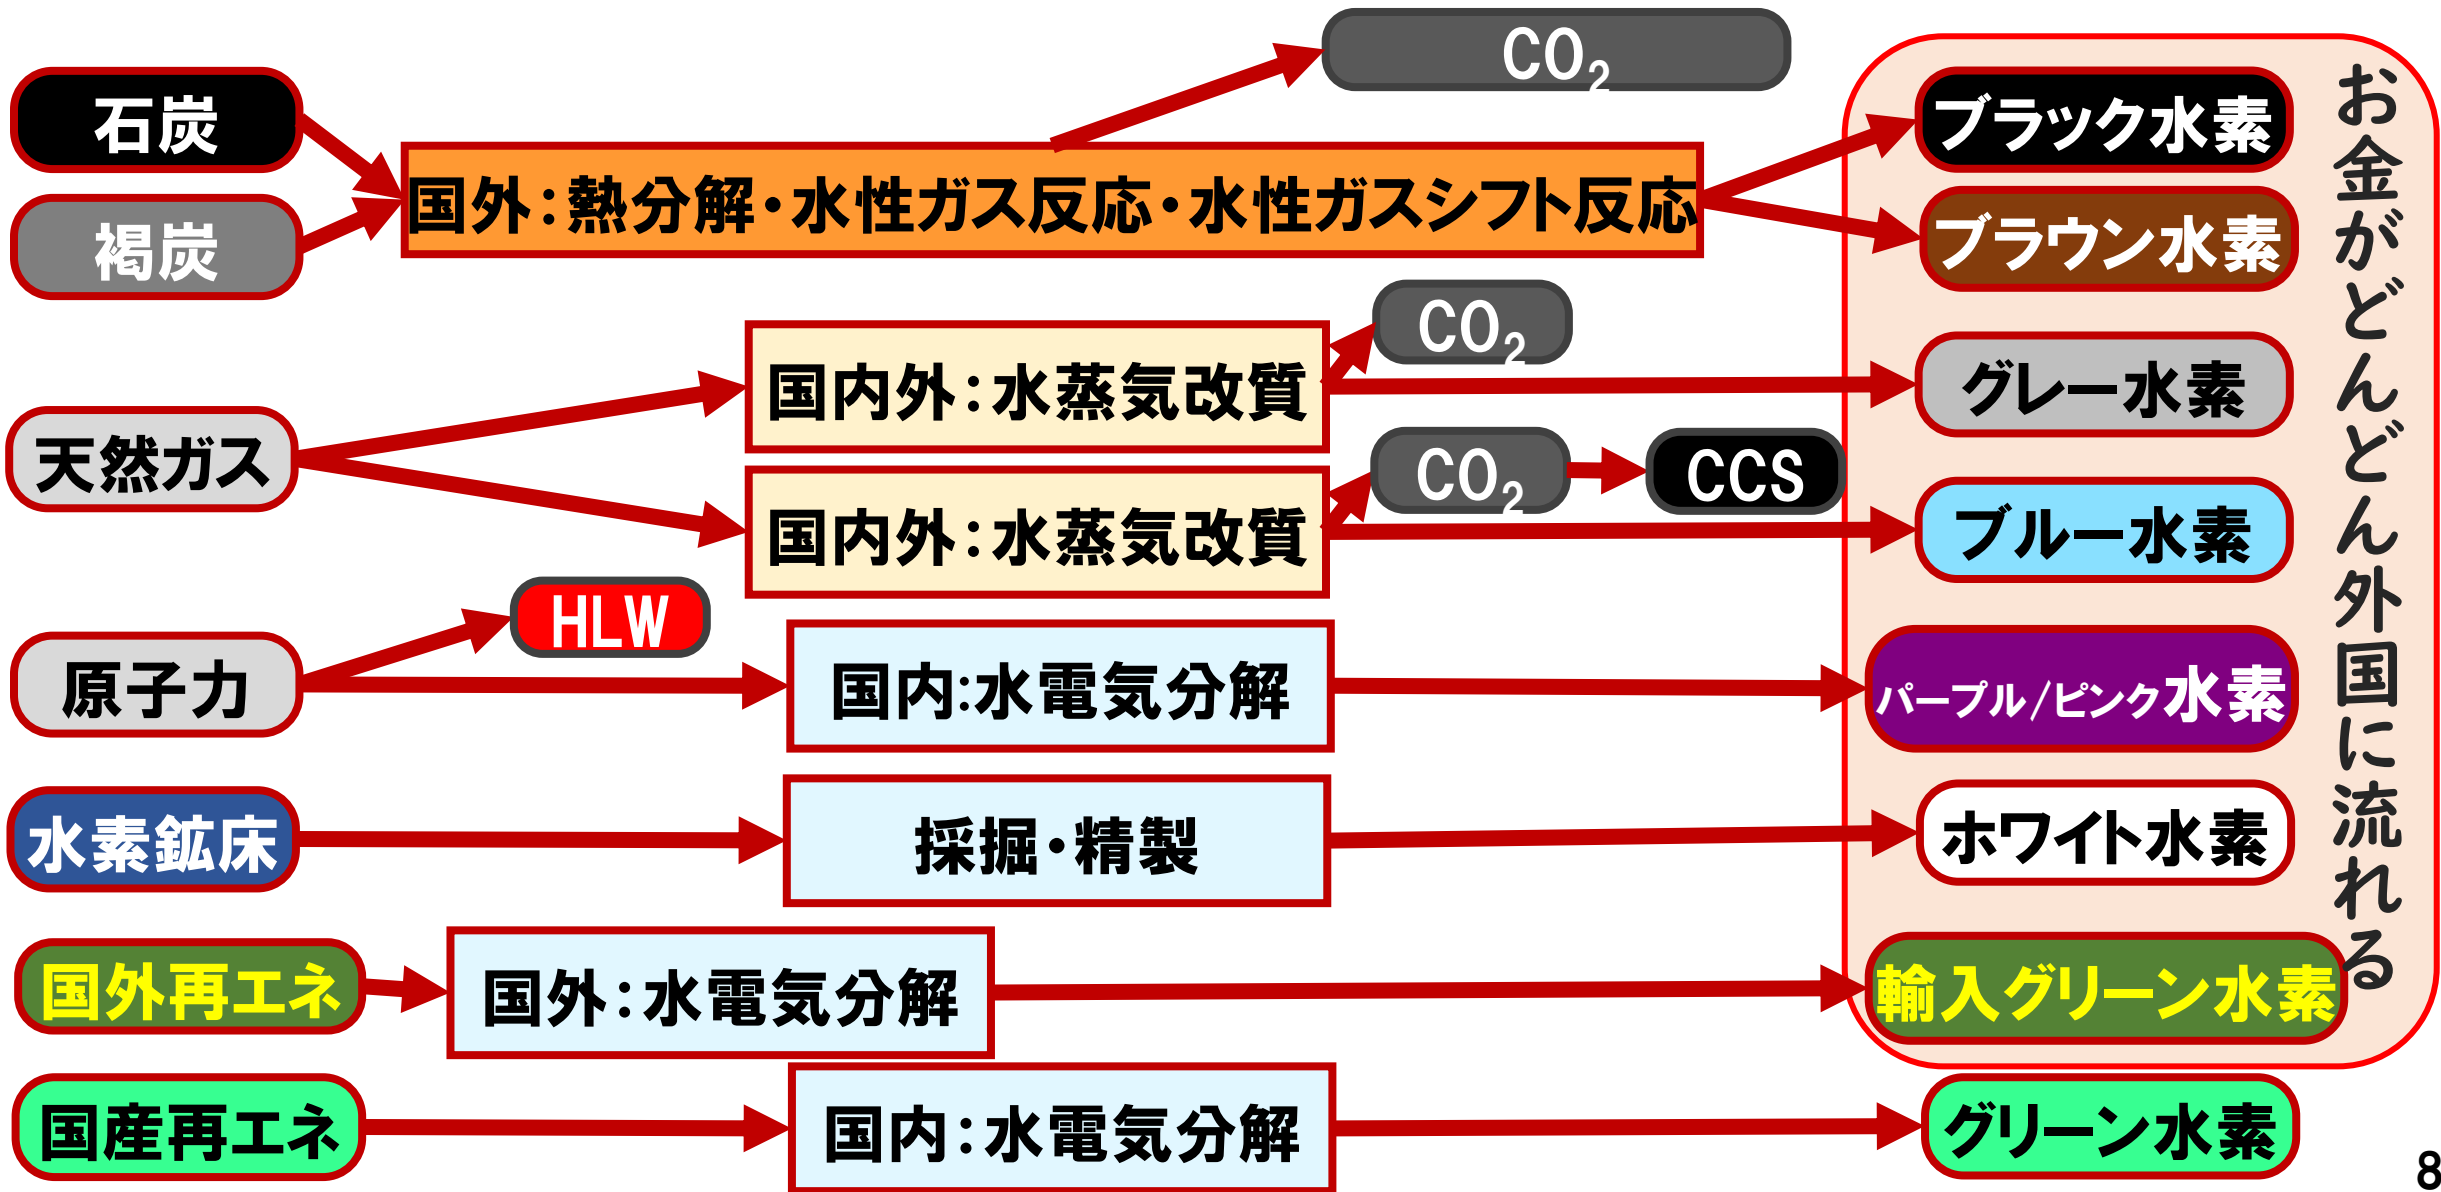 CO₂
石炭
国外：熱分解・水性ガス反応・水性ガスシフト反応
ブラック水素
褐炭
ブラウン水素
国内外：水蒸気改質
CO₂
グレー水素
天然ガス
国内外：水蒸気改質
CO₂
CCS
ブルー水素
HLW
原子力
国内:水電気分解
パープル/ピンク水素
水素鉱床
採掘・精製
ホワイト水素
国外再エネ
国外：水電気分解
輸入グリーン水素
国産再エネ
国内：水電気分解
グリーン水素
お金がどんどん外国に流れる
8